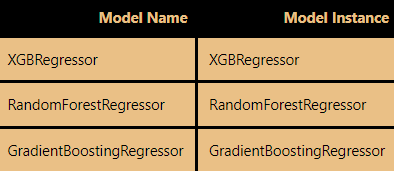 Model Name Model Instance
XGBRegressor XGBRegressor
RandomForestRegressor RandomForestRegressor
GradientBoostingRegressor GradientBoostingRegressor